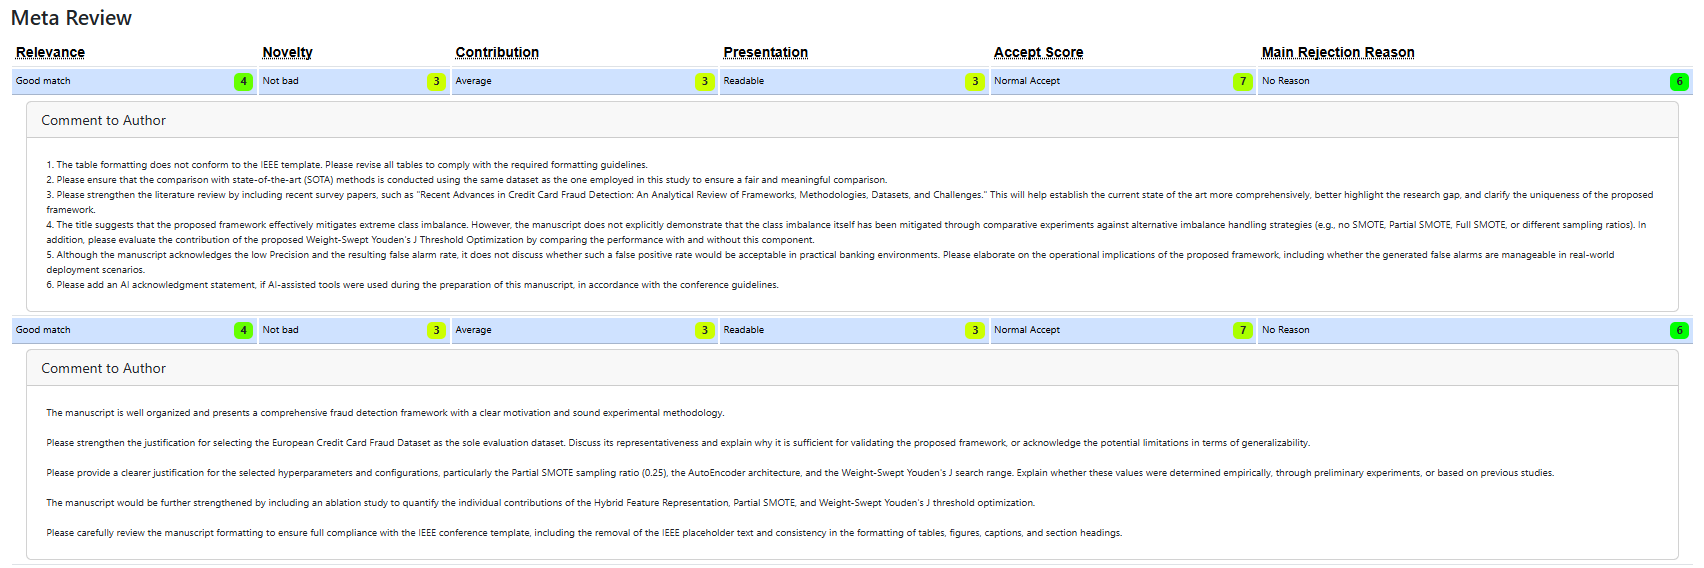 Meta Review
Relevance Novelty Contribution Presentation Accept Score Main Rejection Reason
Good match 4 Not bad 3 Average 3 Readable 3 Normal Accept 7 No Reason 6
Comment to Author
1. The table formatting does not conform to the IEEE template. Please revise all tables to comply with the required formatting guidelines.
2. Please ensure that the comparison with state-of-the-art (SOTA) methods is conducted using the same dataset as the one employed in this study to ensure a fair and meaningful comparison.
3. Please strengthen the literature review by including recent survey papers, such as "Recent Advances in Credit Card Fraud Detection: An Analytical Review of Frameworks, Methodologies, Datasets, and Challenges." This will help establish the current state of the art more comprehensively, better highlight the research gap, and clarify the uniqueness of the proposed
framework.
4. The title suggests that the proposed framework effectively mitigates extreme class imbalance. However, the manuscript does not explicitly demonstrate that the class imbalance itself has been mitigated through comparative experiments against alternative imbalance handling strategies (e.g., no SMOTE, Partial SMOTE, Full SMOTE, or different sampling ratios). In
addition, please evaluate the contribution of the proposed Weight-Swept Youden's J Threshold Optimization by comparing the performance with and without this component.
5. Although the manuscript acknowledges the low Precision and the resulting false alarm rate, it does not discuss whether such a false positive rate would be acceptable in practical banking environments. Please elaborate on the operational implications of the proposed framework, including whether the generated false alarms are manageable in real-world
deployment scenarios.
6. Please add an AI acknowledgment statement, if AI-assisted tools were used during the preparation of this manuscript, in accordance with the conference guidelines.
Good match 4 Not bad 3 Average 3 Readable 3 Normal Accept 7 No Reason 6
Comment to Author
The manuscript is well organized and presents a comprehensive fraud detection framework with a clear motivation and sound experimental methodology.
Please strengthen the justification for selecting the European Credit Card Fraud Dataset as the sole evaluation dataset. Discuss its representativeness and explain why it is sufficient for validating the proposed framework, or acknowledge the potential limitations in terms of generalizability.
Please provide a clearer justification for the selected hyperparameters and configurations, particularly the Partial SMOTE sampling ratio (0.25), the AutoEncoder architecture, and the Weight-Swept Youden's J search range. Explain whether these values were determined empirically, through preliminary experiments, or based on previous studies.
The manuscript would be further strengthened by including an ablation study to quantify the individual contributions of the Hybrid Feature Representation, Partial SMOTE, and Weight-Swept Youden's J threshold optimization.
Please carefully review the manuscript formatting to ensure full compliance with the IEEE conference template, including the removal of the IEEE placeholder text and consistency in the formatting of tables, figures, captions, and section headings.